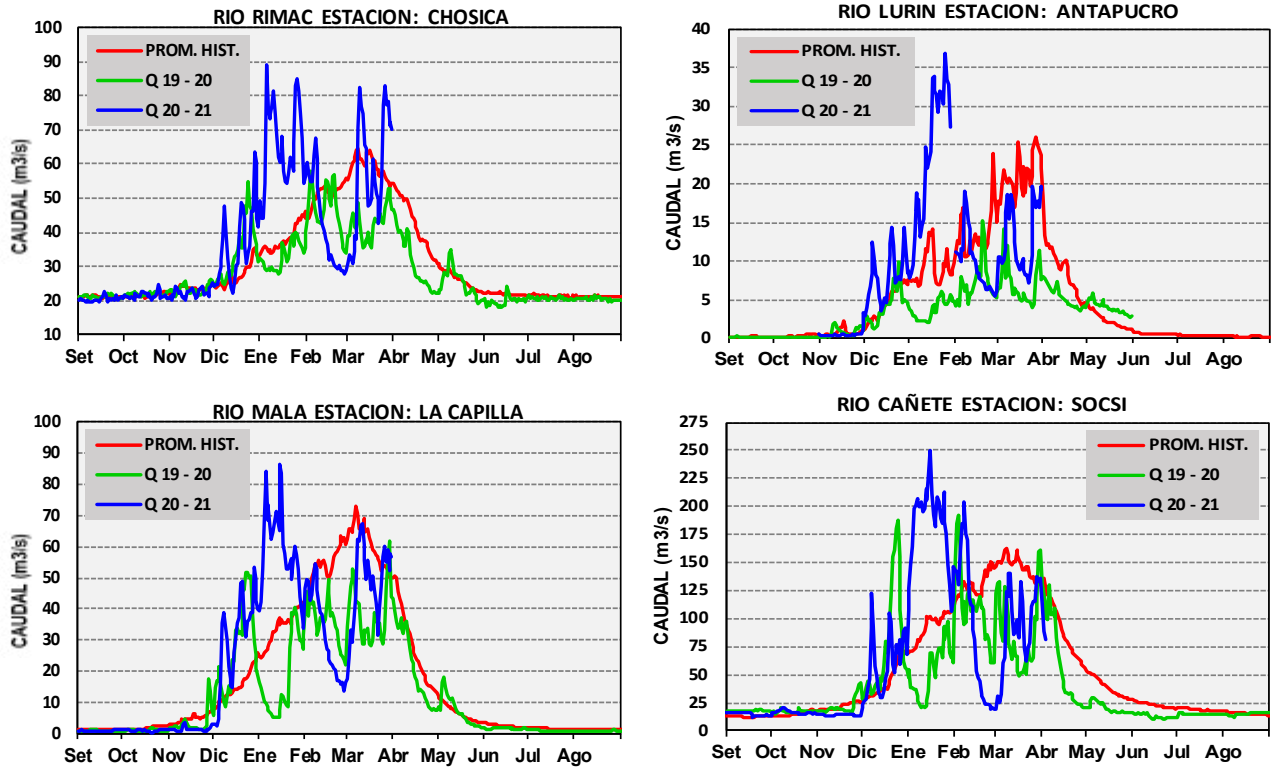 RIO RIMAC ESTACION: CHOSICA
CAUDAL (m3/s)
100
90
80
70
60
50
40
30
20
10
PROM. HIST.
Q 19 - 20
Q 20 - 21
Set Oct Nov Dic Ene Feb Mar Abr May Jun Jul Ago
RIO LURIN ESTACION: ANTAPUCRO
CAUDAL (m3/s)
40
35
30
25
20
15
10
5
0
PROM. HIST.
Q 19 - 20
Q 20 - 21
Set Oct Nov Dic Ene Feb Mar Abr May Jun Jul Ago
RIO MALA ESTACION: LA CAPILLA
CAUDAL (m3/s)
100
90
80
70
60
50
40
30
20
10
0
PROM. HIST.
Q 19 - 20
Q 20 - 21
Set Oct Nov Dic Ene Feb Mar Abr May Jun Jul Ago
RIO CAÑETE ESTACION: SOCSI
CAUDAL (m3/s)
275
250
225
200
175
150
125
100
75
50
25
0
PROM. HIST.
Q 19 - 20
Q 20 - 21
Set Oct Nov Dic Ene Feb Mar Abr May Jun Jul Ago